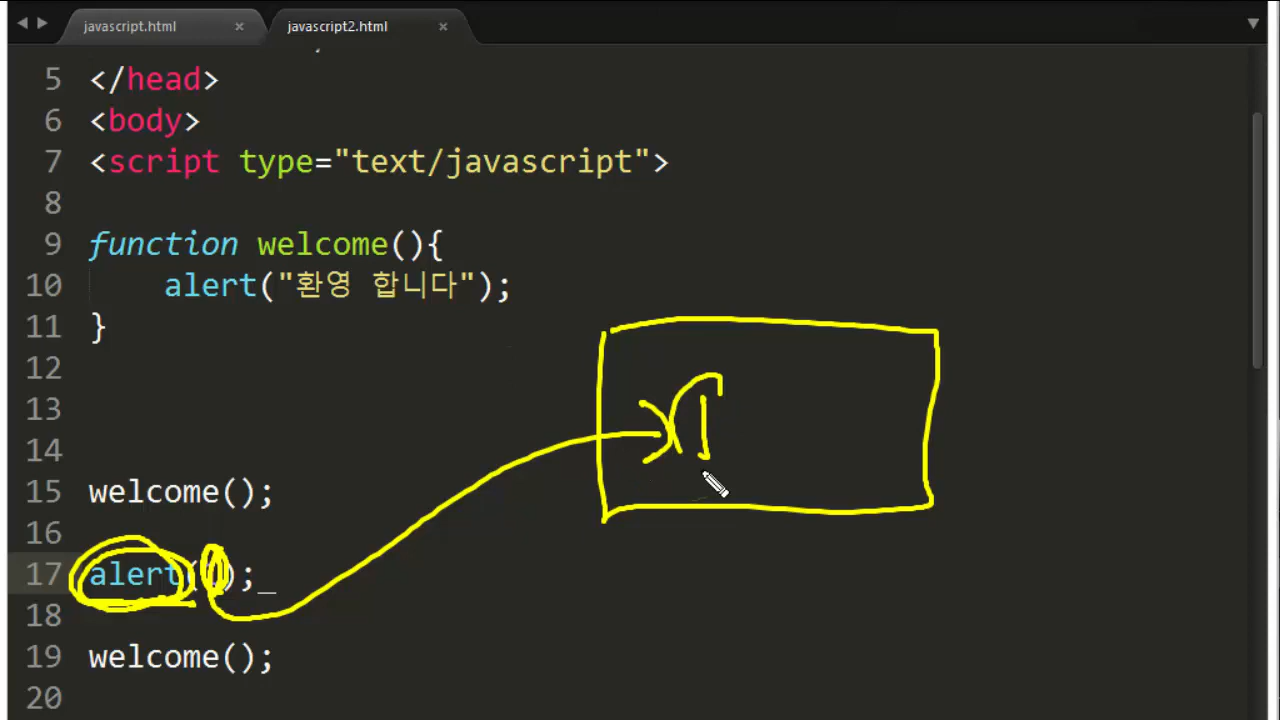 javascript.html × javascript2.html ×
5 </head>
6 <body>
7 <script type="text/javascript">
8
9 function welcome(){
10 alert("환영 합니다");
11 }
12
13
14
15 welcome();
16
17 alert();
18
19 welcome();
20